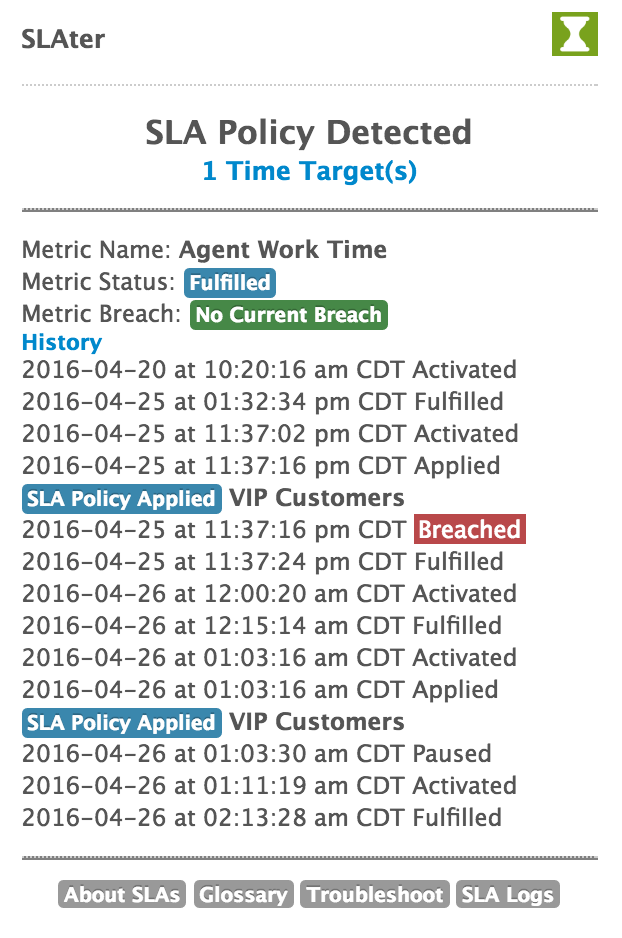 SLAter
SLA Policy Detected
1 Time Target(s)
Metric Name: Agent Work Time
Metric Status: Fulfilled
Metric Breach: No Current Breach
History
2016-04-20 at 10:20:16 am CDT Activated
2016-04-25 at 01:32:34 pm CDT Fulfilled
2016-04-25 at 11:37:02 pm CDT Activated
2016-04-25 at 11:37:16 pm CDT Applied
SLA Policy Applied VIP Customers
2016-04-25 at 11:37:16 pm CDT Breached
2016-04-25 at 11:37:24 pm CDT Fulfilled
2016-04-26 at 12:00:20 am CDT Activated
2016-04-26 at 12:15:14 am CDT Fulfilled
2016-04-26 at 01:03:16 am CDT Activated
2016-04-26 at 01:03:16 am CDT Applied
SLA Policy Applied VIP Customers
2016-04-26 at 01:03:30 am CDT Paused
2016-04-26 at 01:11:19 am CDT Activated
2016-04-26 at 02:13:28 am CDT Fulfilled
About SLAs Glossary Troubleshoot SLA Logs